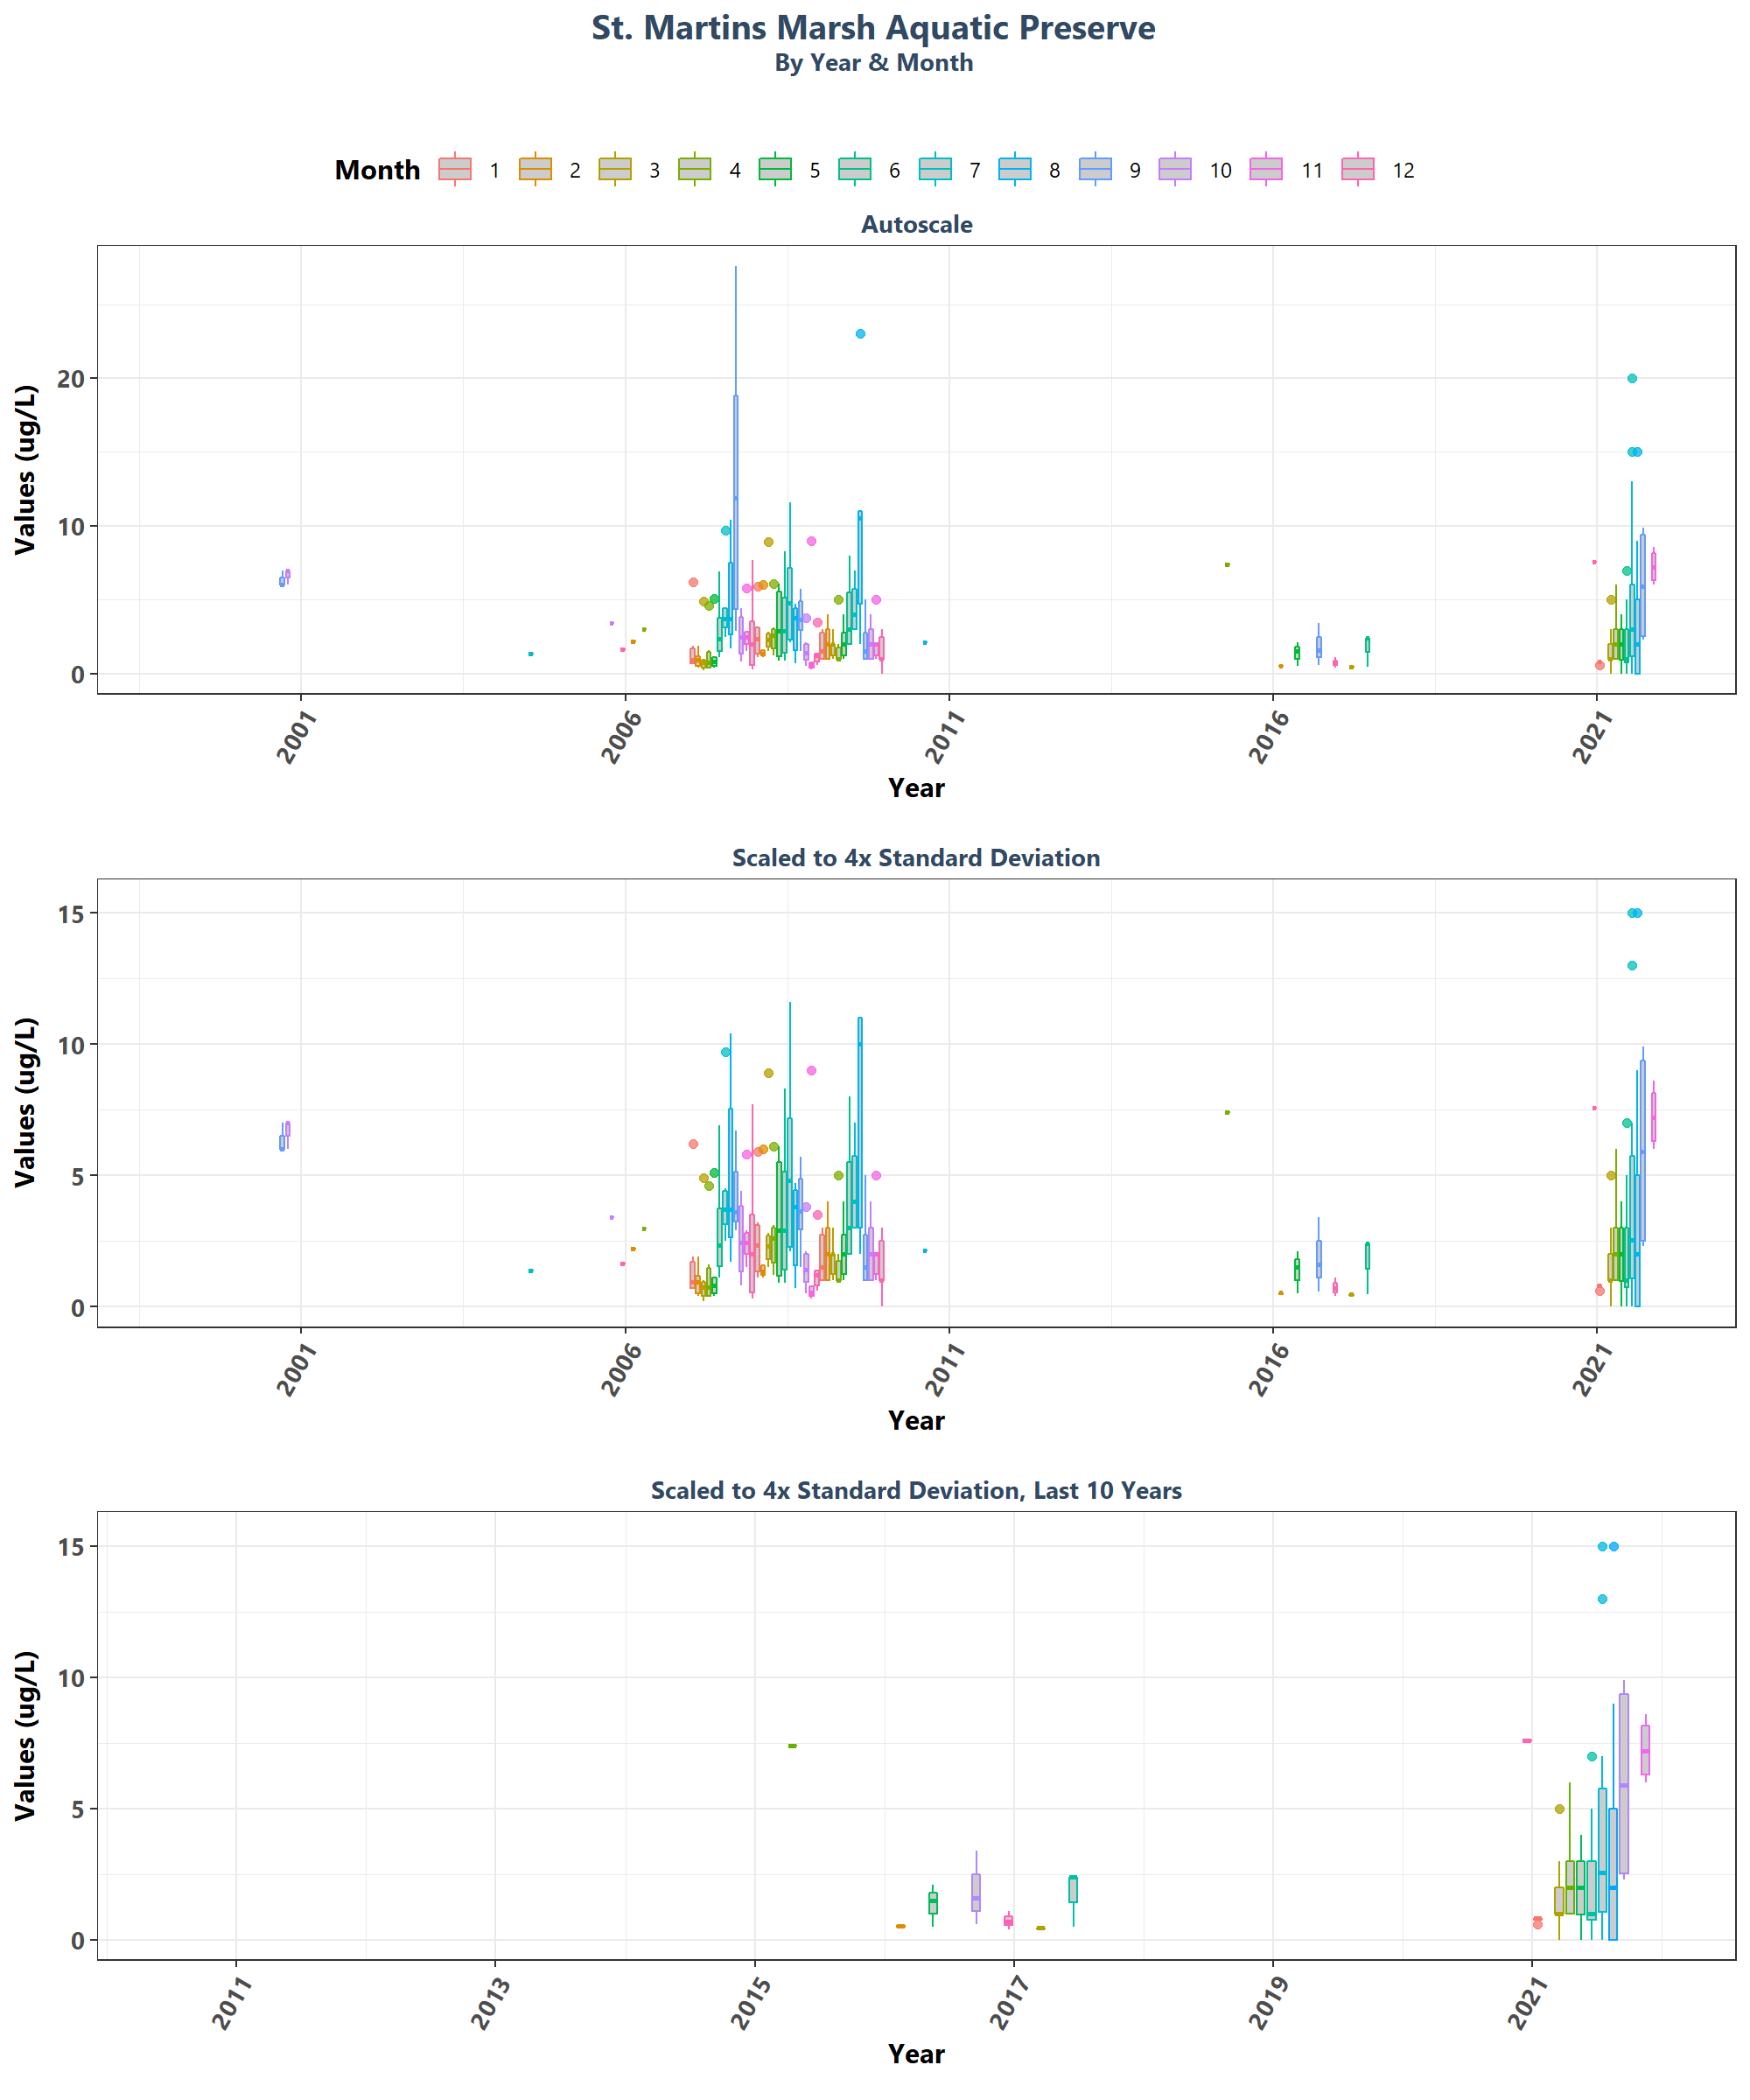 St. Martins Marsh Aquatic Preserve
By Year & Month
Month 1 2 3 4 5 6 7 8 9 10 11 12
Autoscale
Values (ug/L)
20
10
0
2001 2006 2011 2016 2021
Year
Scaled to 4x Standard Deviation
Values (ug/L)
15
10
5
0
2001 2006 2011 2016 2021
Year
Scaled to 4x Standard Deviation, Last 10 Years
Values (ug/L)
15
10
5
0
2011 2013 2015 2017 2019 2021
Year